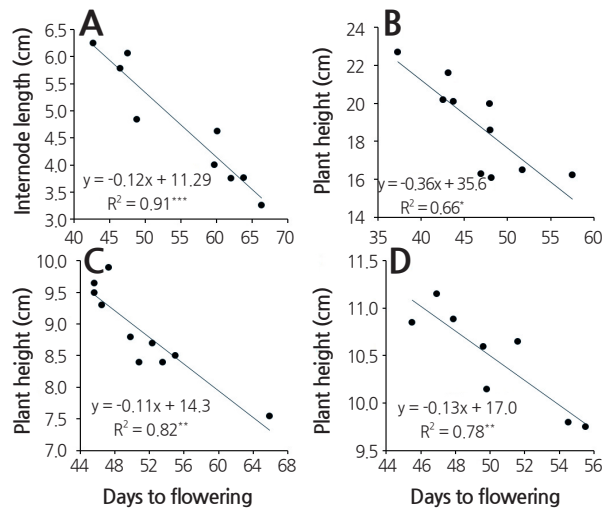 A
Internode length (cm)
6.5
6.0
5.5
5.0
4.5
4.0
3.5
3.0
y = -0.12x + 11.29
R² = 0.91***
40 45 50 55 60 65 70
B
Plant height (cm)
24
22
20
18
16
14
y = -0.36x + 35.6
R² = 0.66*
35 40 45 50 55 60
C
Plant height (cm)
10.0
9.5
9.0
8.5
8.0
7.5
7.0
y = -0.11x + 14.3
R² = 0.82**
44 48 52 56 60 64 68
Days to flowering
D
Plant height (cm)
11.5
11.0
10.5
10.0
9.5
y = -0.13x + 17.0
R² = 0.78**
44 46 48 50 52 54 56
Days to flowering